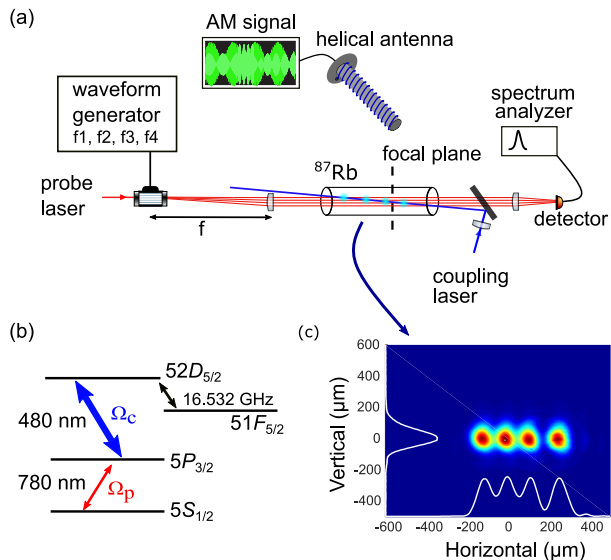 (a)
AM signal
helical antenna
waveform
generator
f1, f2, f3, f4
spectrum
analyzer
⁸⁷Rb
focal plane
probe
laser
f
detector
coupling
laser
(b)
52D₅/₂
16.532 GHz
51F₅/₂
480 nm
Ωc
5P₃/₂
780 nm
Ωp
5S₁/₂
(c)
600
400
200
0
-200
-400
-500
Vertical (μm)
-600 -400 -200 0 200 400
Horizontal (μm)